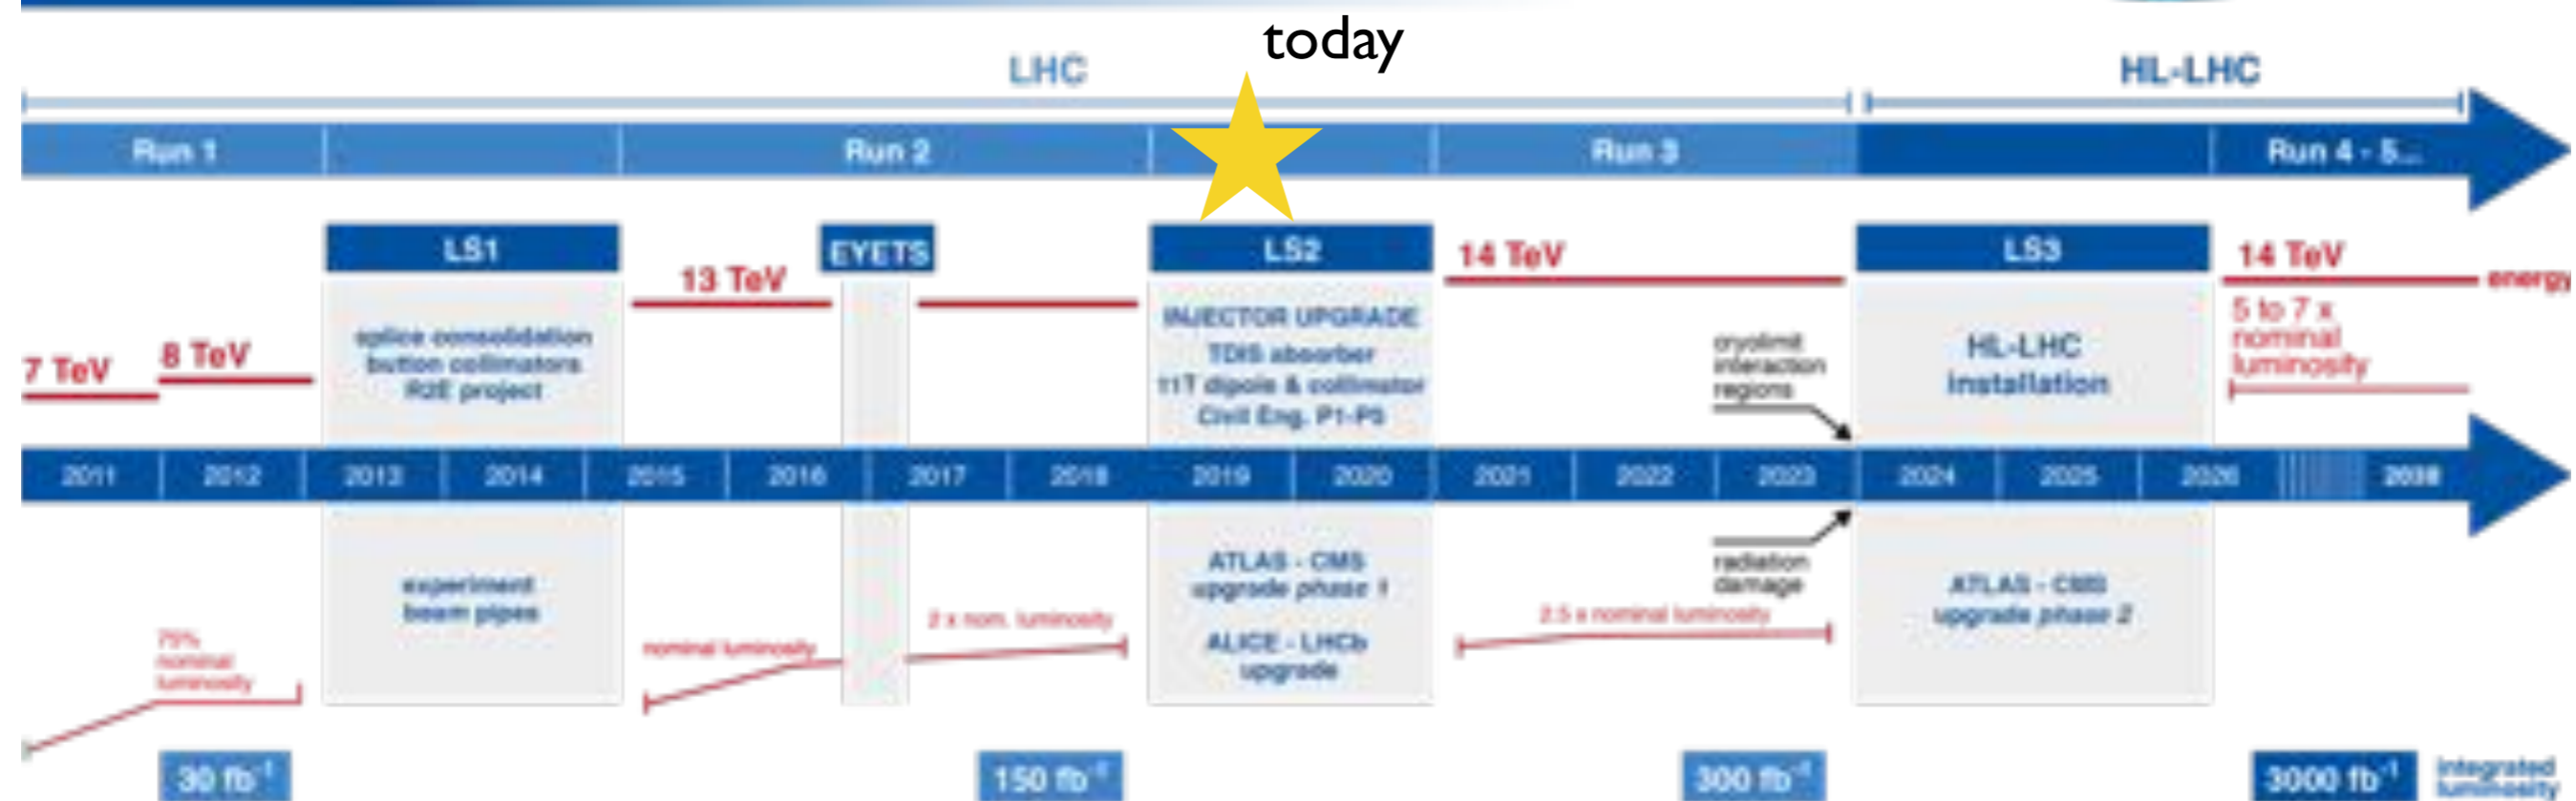 today
LHC
HL-LHC
Run 1
Run 2
Run 3
Run 4 - 5...
LS1
EYETS
LS2
LS3
7 TeV
8 TeV
13 TeV
14 TeV
14 TeV
energy
splice consolidation
button collimators
R2E project
INJECTOR UPGRADE
TDIS absorber
11T dipole & collimator
Civil Eng. P1-P5
cryolimit
interaction
regions
HL-LHC
installation
5 to 7 x
nominal
luminosity
2011
2012
2013
2014
2015
2016
2017
2018
2019
2020
2021
2022
2023
2024
2025
2026
experiment
beam pipes
ATLAS - CMS
upgrade phase 1
ALICE - LHCb
upgrade
radiation
damage
ATLAS - CMS
upgrade phase 2
75%
nominal
luminosity
nominal luminosity
2 x nom. luminosity
2.5 x nominal luminosity
30 fb⁻¹
150 fb⁻¹
300 fb⁻¹
3000 fb⁻¹
integrated
luminosity